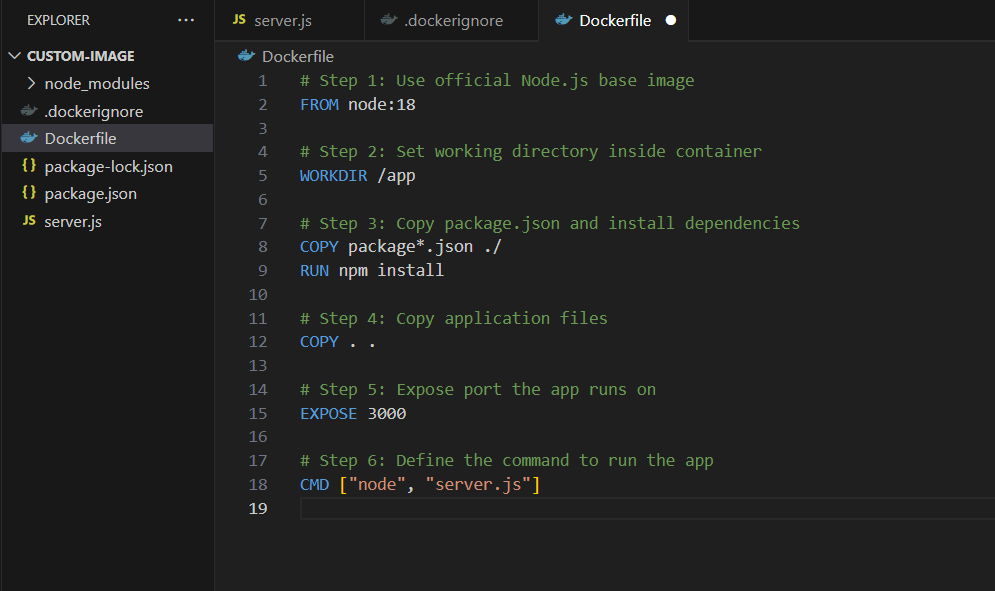 EXPLORER ...
CUSTOM-IMAGE
node_modules
.dockerignore
Dockerfile
{} package-lock.json
{} package.json
JS server.js
JS server.js
.dockerignore
Dockerfile
Dockerfile
1 # Step 1: Use official Node.js base image
2 FROM node:18
3
4 # Step 2: Set working directory inside container
5 WORKDIR /app
6
7 # Step 3: Copy package.json and install dependencies
8 COPY package*.json ./
9 RUN npm install
10
11 # Step 4: Copy application files
12 COPY . .
13
14 # Step 5: Expose port the app runs on
15 EXPOSE 3000
16
17 # Step 6: Define the command to run the app
18 CMD ["node", "server.js"]
19